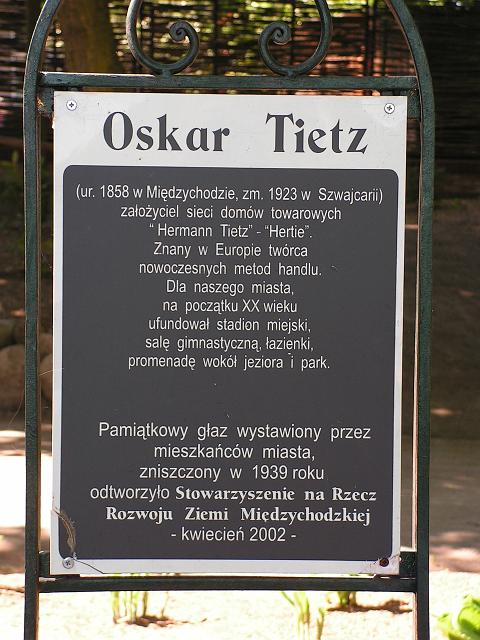 Oskar Tietz
(ur. 1858 w Międzychodzie, zm. 1923 w Szwajcarii)
założyciel sieci domów towarowych
“ Hermann Tietz” - “Hertie”.
Znany w Europie twórca
nowoczesnych metod handlu.
Dla naszego miasta,
na początku XX wieku
ufundował stadion miejski,
salę gimnastyczną, łazienki,
promenadę wokół jeziora i park.
Pamiątkowy głaz wystawiony przez
mieszkańców miasta,
zniszczony w 1939 roku
odtworzyło Stowarzyszenie na Rzecz
Rozwoju Ziemi Międzychodzkiej
- kwiecień 2002 -